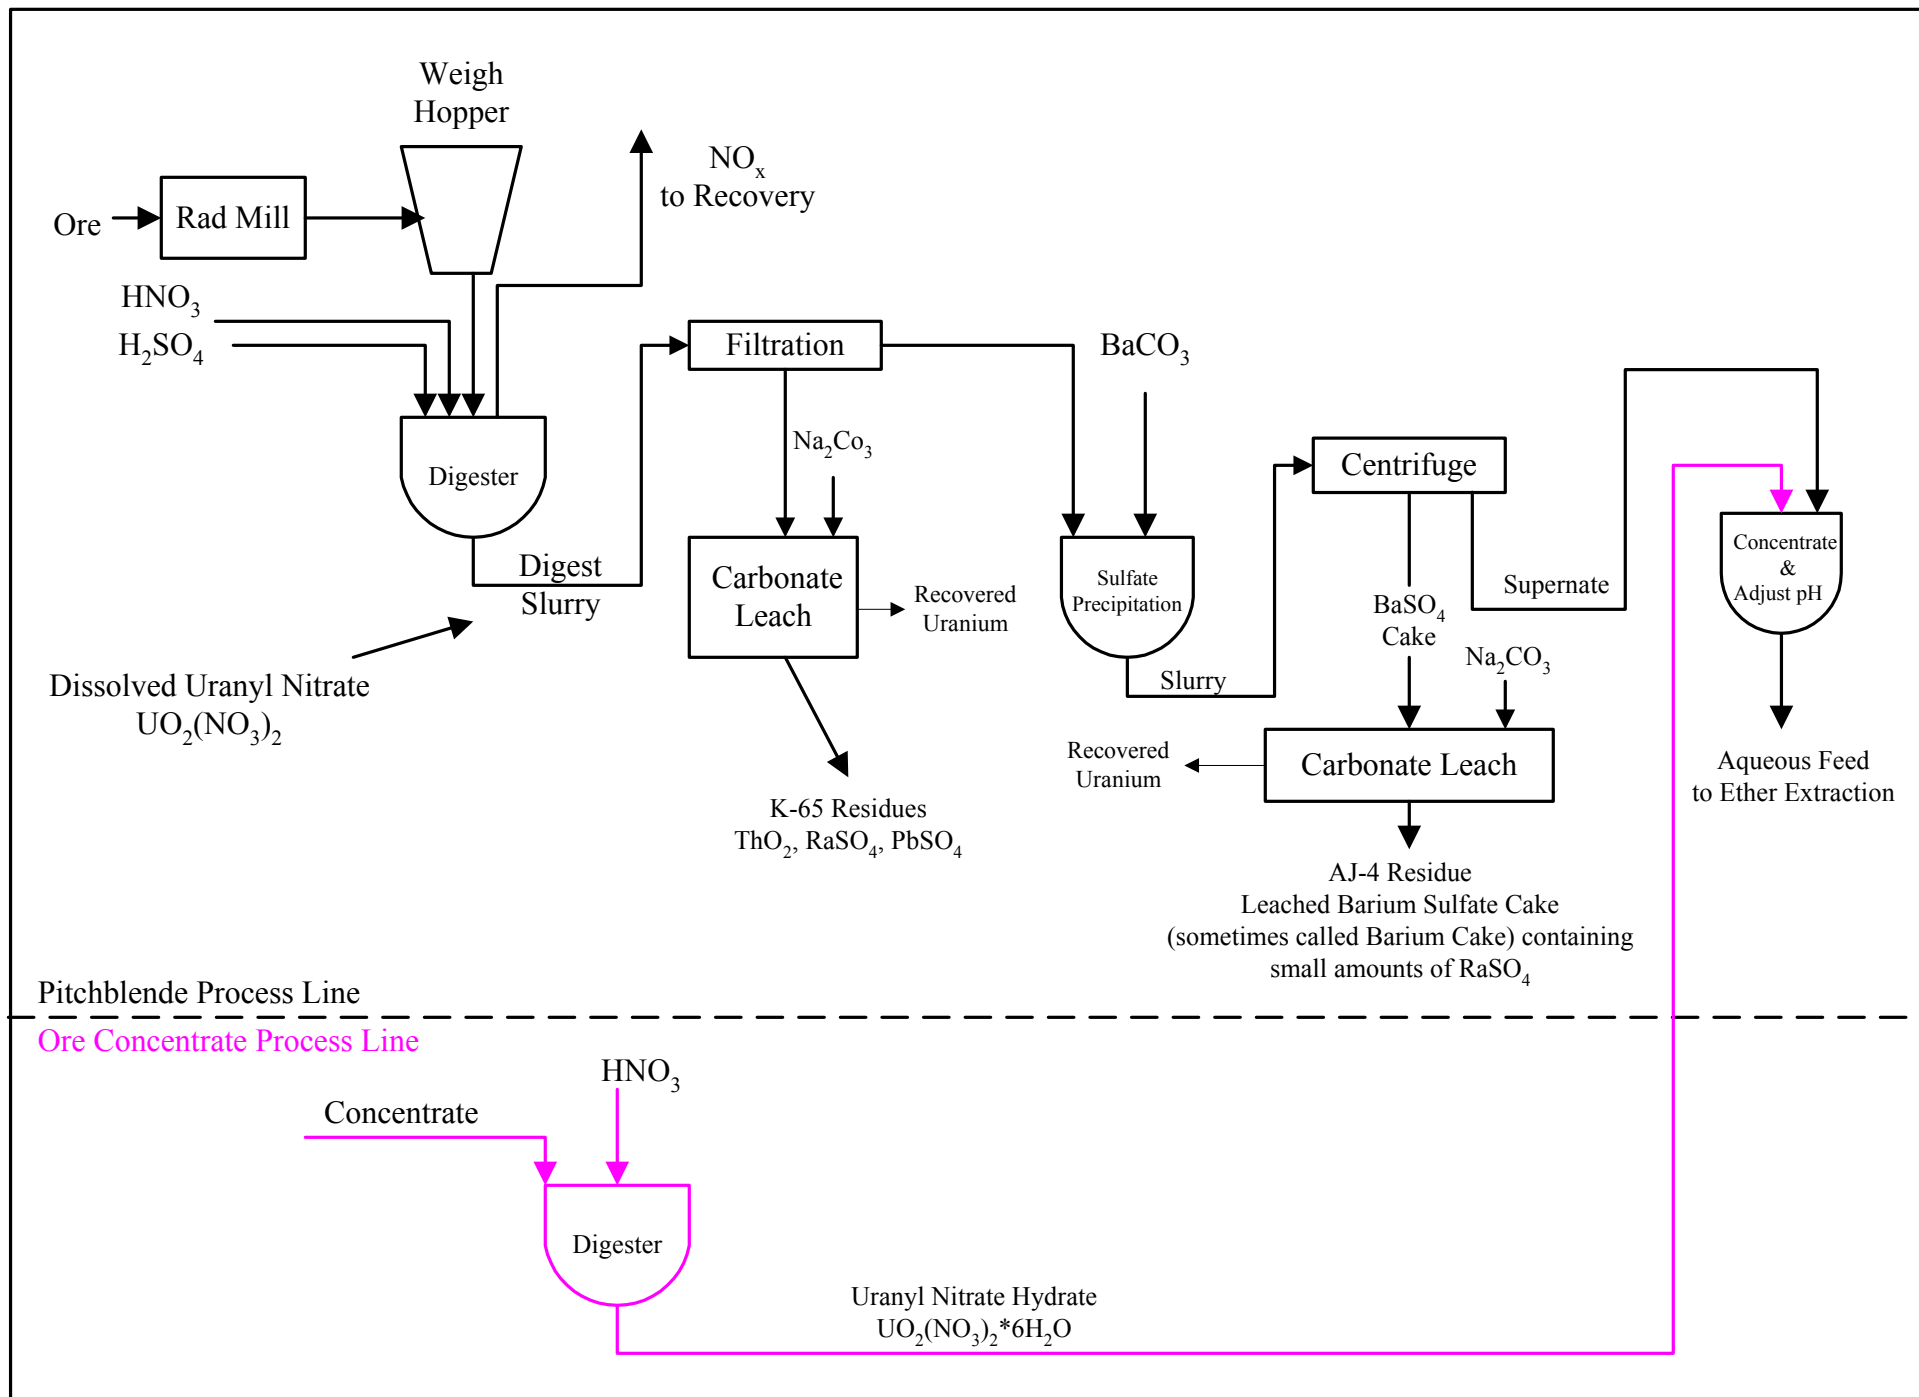 Weigh
Hopper
NOₓ
to Recovery
Ore
Rad Mill
HNO₃
H₂SO₄
Filtration
BaCO₃
Na₂Co₃
Centrifuge
Digester
Concentrate
&
Adjust pH
Digest
Slurry
Carbonate
Leach
Recovered
Uranium
Sulfate
Precipitation
Supernate
BaSO₄
Cake
Na₂CO₃
Slurry
Dissolved Uranyl Nitrate
UO₂(NO₃)₂
Recovered
Uranium
Carbonate Leach
Aqueous Feed
to Ether Extraction
K-65 Residues
ThO₂, RaSO₄, PbSO₄
AJ-4 Residue
Leached Barium Sulfate Cake
(sometimes called Barium Cake) containing
small amounts of RaSO₄
Pitchblende Process Line
Ore Concentrate Process Line
HNO₃
Concentrate
Digester
Uranyl Nitrate Hydrate
UO₂(NO₃)₂*6H₂O